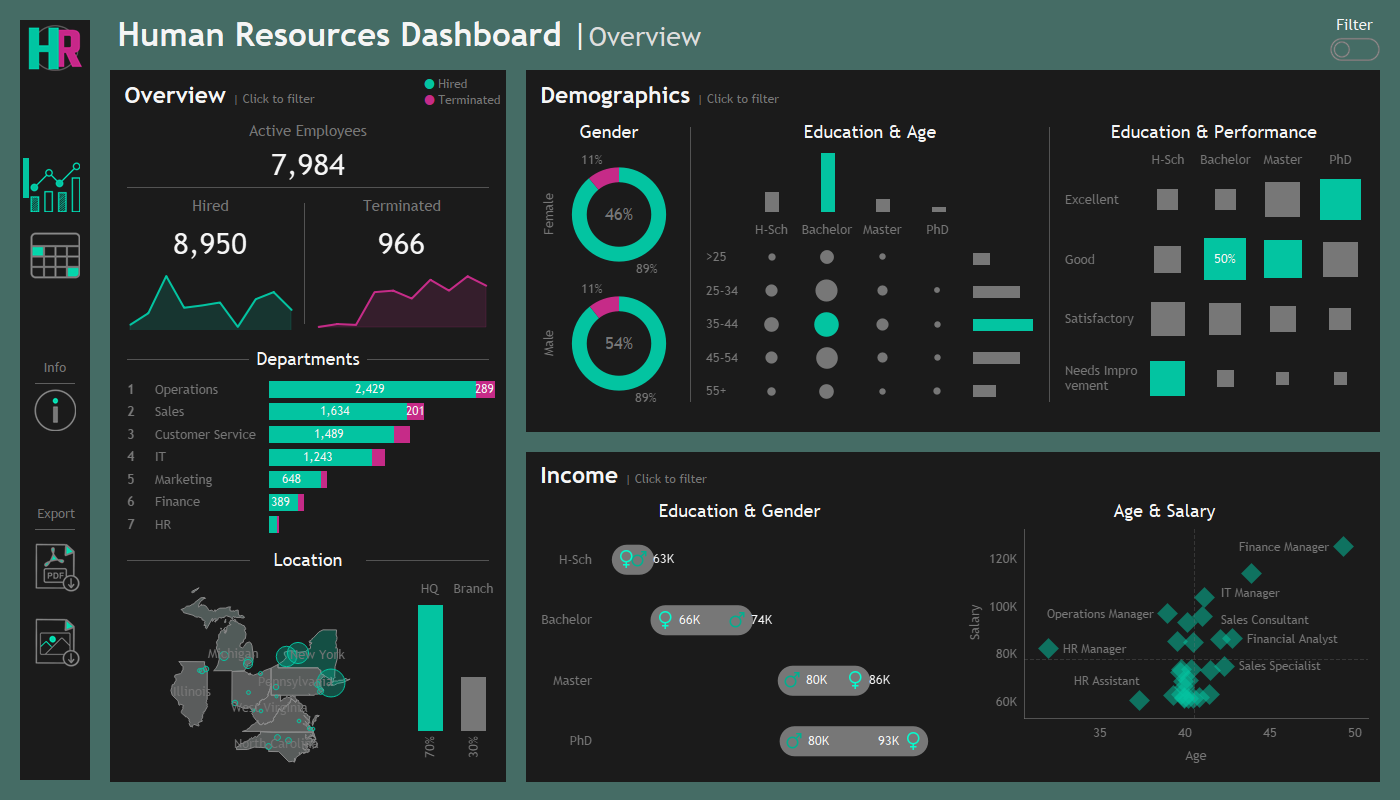 HR
Human Resources Dashboard |Overview
Filter
Info
Export
PDF
Overview | Click to filter
Hired
Terminated
Active Employees
7,984
Hired
Terminated
8,950
966
Departments
1 Operations 2,429 289
2 Sales 1,634 201
3 Customer Service 1,489
4 IT 1,243
5 Marketing 648
6 Finance 389
7 HR
Location
HQ Branch
Michigan
New York
Illinois
Pennsylvania
West Virginia
North Carolina
70%
30%
Demographics | Click to filter
Gender
11%
Female
46%
89%
11%
Male
54%
89%
Education & Age
H-Sch Bachelor Master PhD
>25
25-34
35-44
45-54
55+
Education & Performance
H-Sch Bachelor Master PhD
Excellent
Good 50%
Satisfactory
Needs Impro
vement
Income | Click to filter
Education & Gender
H-Sch 63K
Bachelor 66K 74K
Master 80K 86K
PhD 80K 93K
Age & Salary
Salary
120K
100K
80K
60K
Finance Manager
IT Manager
Operations Manager
Sales Consultant
Financial Analyst
HR Manager
Sales Specialist
HR Assistant
35 40 45 50
Age